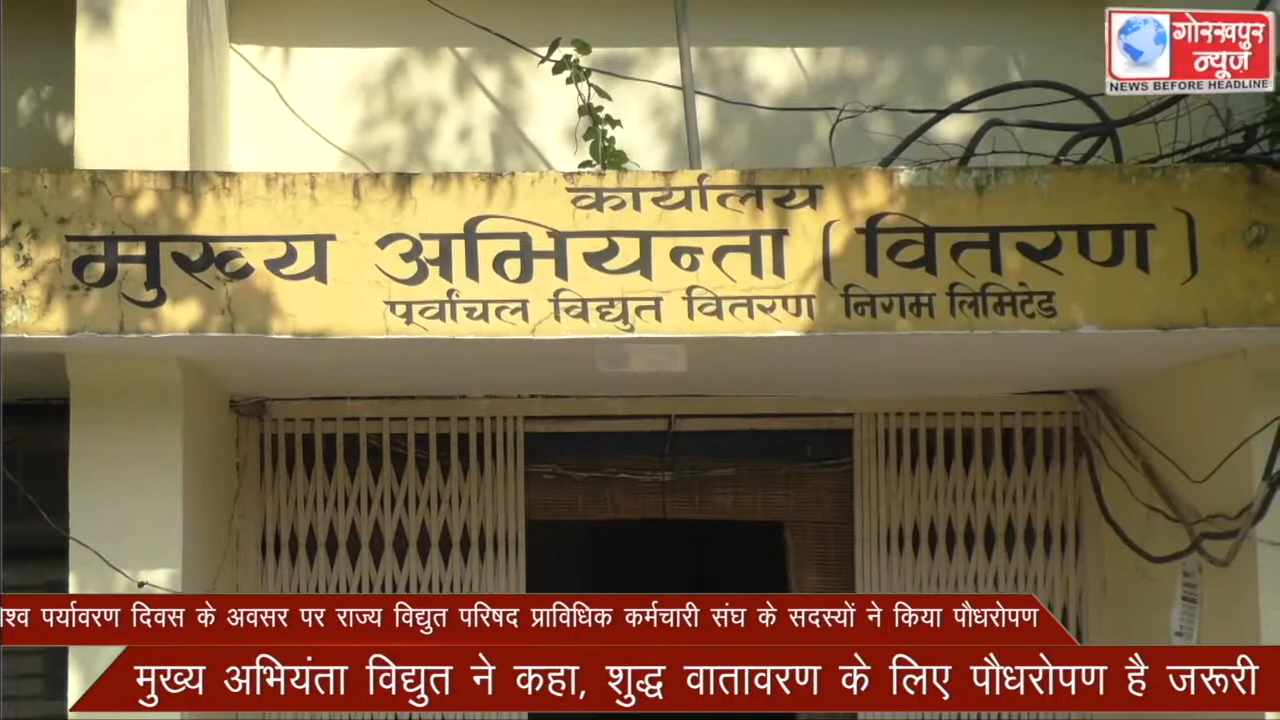 गोरखपुर
न्यूज़
NEWS BEFORE HEADLINE
कार्यालय
मुख्य अभियन्ता (वितरण)
पूर्वांचल विद्युत वितरण निगम लिमिटेड
पर्यावरण दिवस के अवसर पर राज्य विद्युत परिषद प्राविधिक कर्मचारी संघ के सदस्यों ने किया पौधरोपण
मुख्य अभियंता विद्युत ने कहा, शुद्ध वातावरण के लिए पौधरोपण है जरूरी